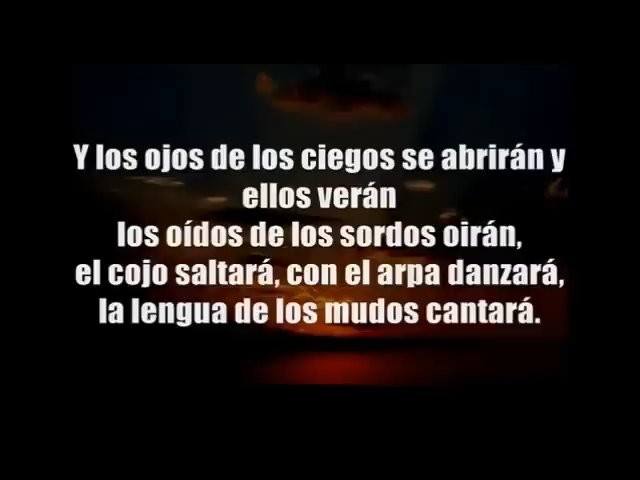 Y los ojos de los ciegos se abrirán y
ellos verán
los oídos de los sordos oirán,
el cojo saltará, con el arpa danzará,
la lengua de los mudos cantará.